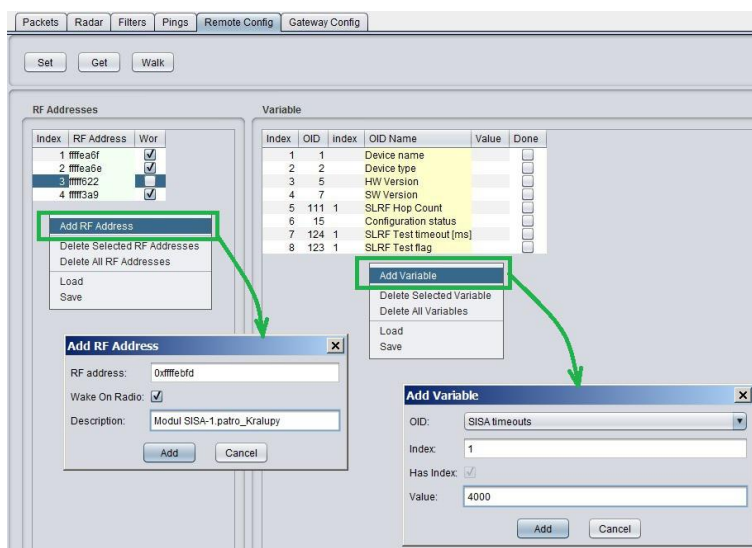 Packets Radar Filters Pings Remote Config Gateway Config
Set Get Walk
RF Addresses
Index RF Address Wor
1 ffffea6f
2 ffffea6e
3 fffff622
4 fffff3a9
Add RF Address
Delete Selected RF Addresses
Delete All RF Addresses
Load
Save
Add RF Address
RF address: 0xffffebfd
Wake On Radio:
Description: Modul SISA-1.patro_Kralupy
Add Cancel
Variable
Index OID index OID Name Value Done
1 1 Device name
2 2 Device type
3 5 HW Version
4 7 SW Version
5 111 1 SLRF Hop Count
6 15 Configuration status
7 124 1 SLRF Test timeout [ms]
8 123 1 SLRF Test flag
Add Variable
Delete Selected Variable
Delete All Variables
Load
Save
Add Variable
OID: SISA timeouts
Index: 1
Has Index:
Value: 4000
Add Cancel